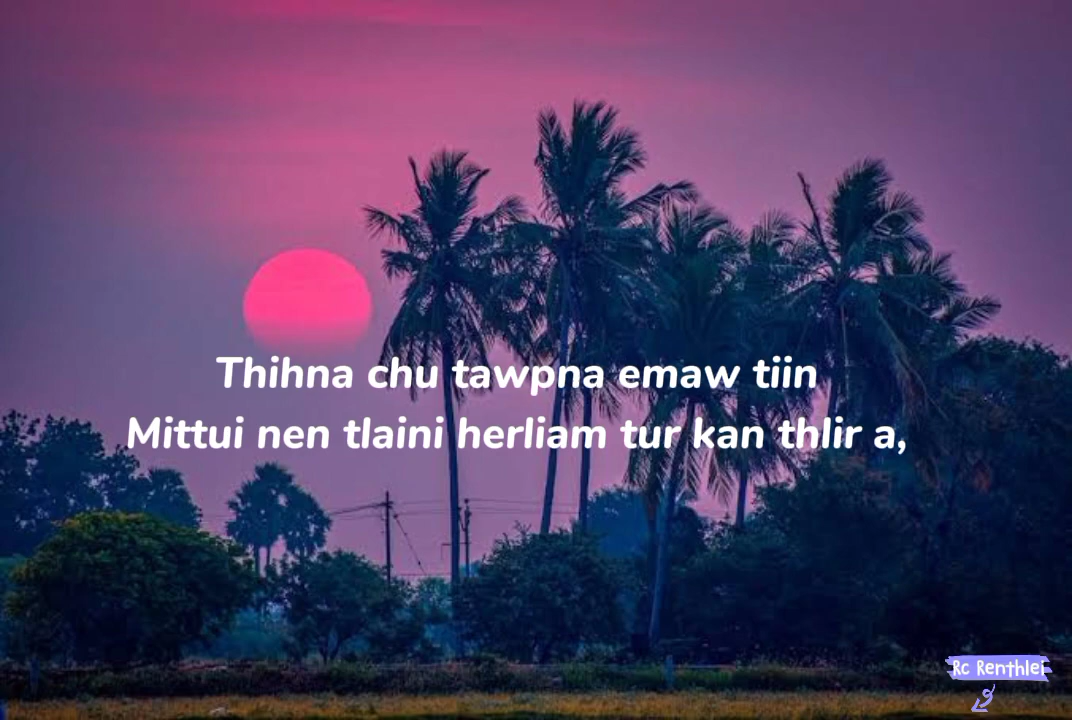 Thihna chu tawpna emaw tiin
Mittui nen tlaini herliam tur kan thlir a,
Rc Renthlei